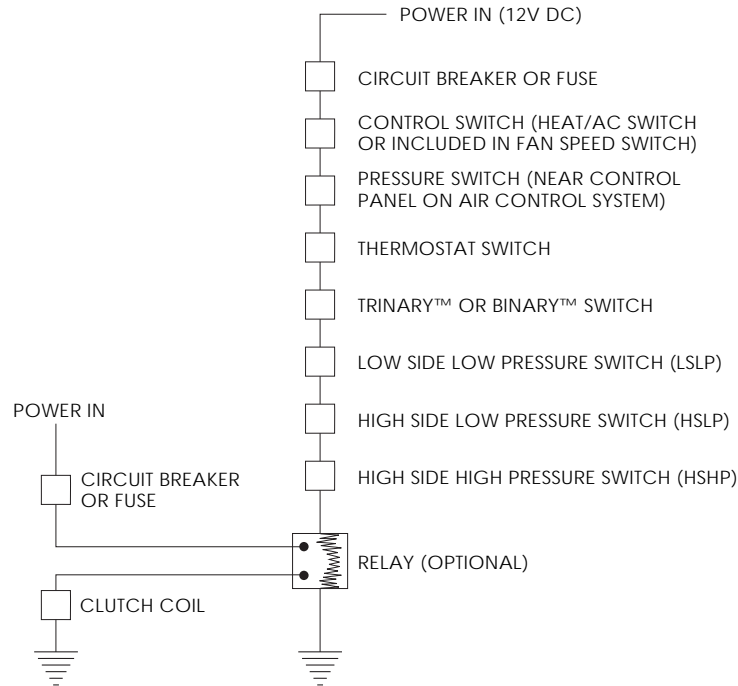 POWER IN (12V DC)
CIRCUIT BREAKER OR FUSE
CONTROL SWITCH (HEAT/AC SWITCH
OR INCLUDED IN FAN SPEED SWITCH)
PRESSURE SWITCH (NEAR CONTROL
PANEL ON AIR CONTROL SYSTEM)
THERMOSTAT SWITCH
TRINARY™ OR BINARY™ SWITCH
LOW SIDE LOW PRESSURE SWITCH (LSLP)
HIGH SIDE LOW PRESSURE SWITCH (HSLP)
HIGH SIDE HIGH PRESSURE SWITCH (HSHP)
RELAY (OPTIONAL)
POWER IN
CIRCUIT BREAKER
OR FUSE
CLUTCH COIL